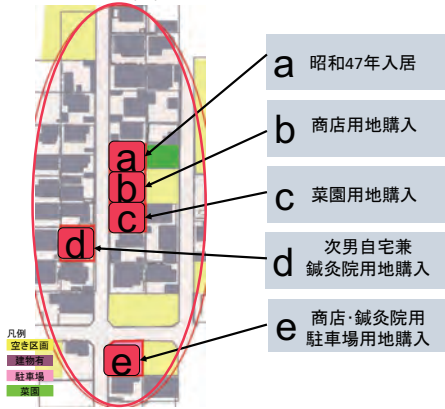 a 昭和47年入居
b 商店用地購入
c 菜園用地購入
d 次男自宅兼
鍼灸院用地購入
e 商店・鍼灸院用
駐車場用地購入
a
b
c
d
e
凡例
空き区画
建物有
駐車場
菜園